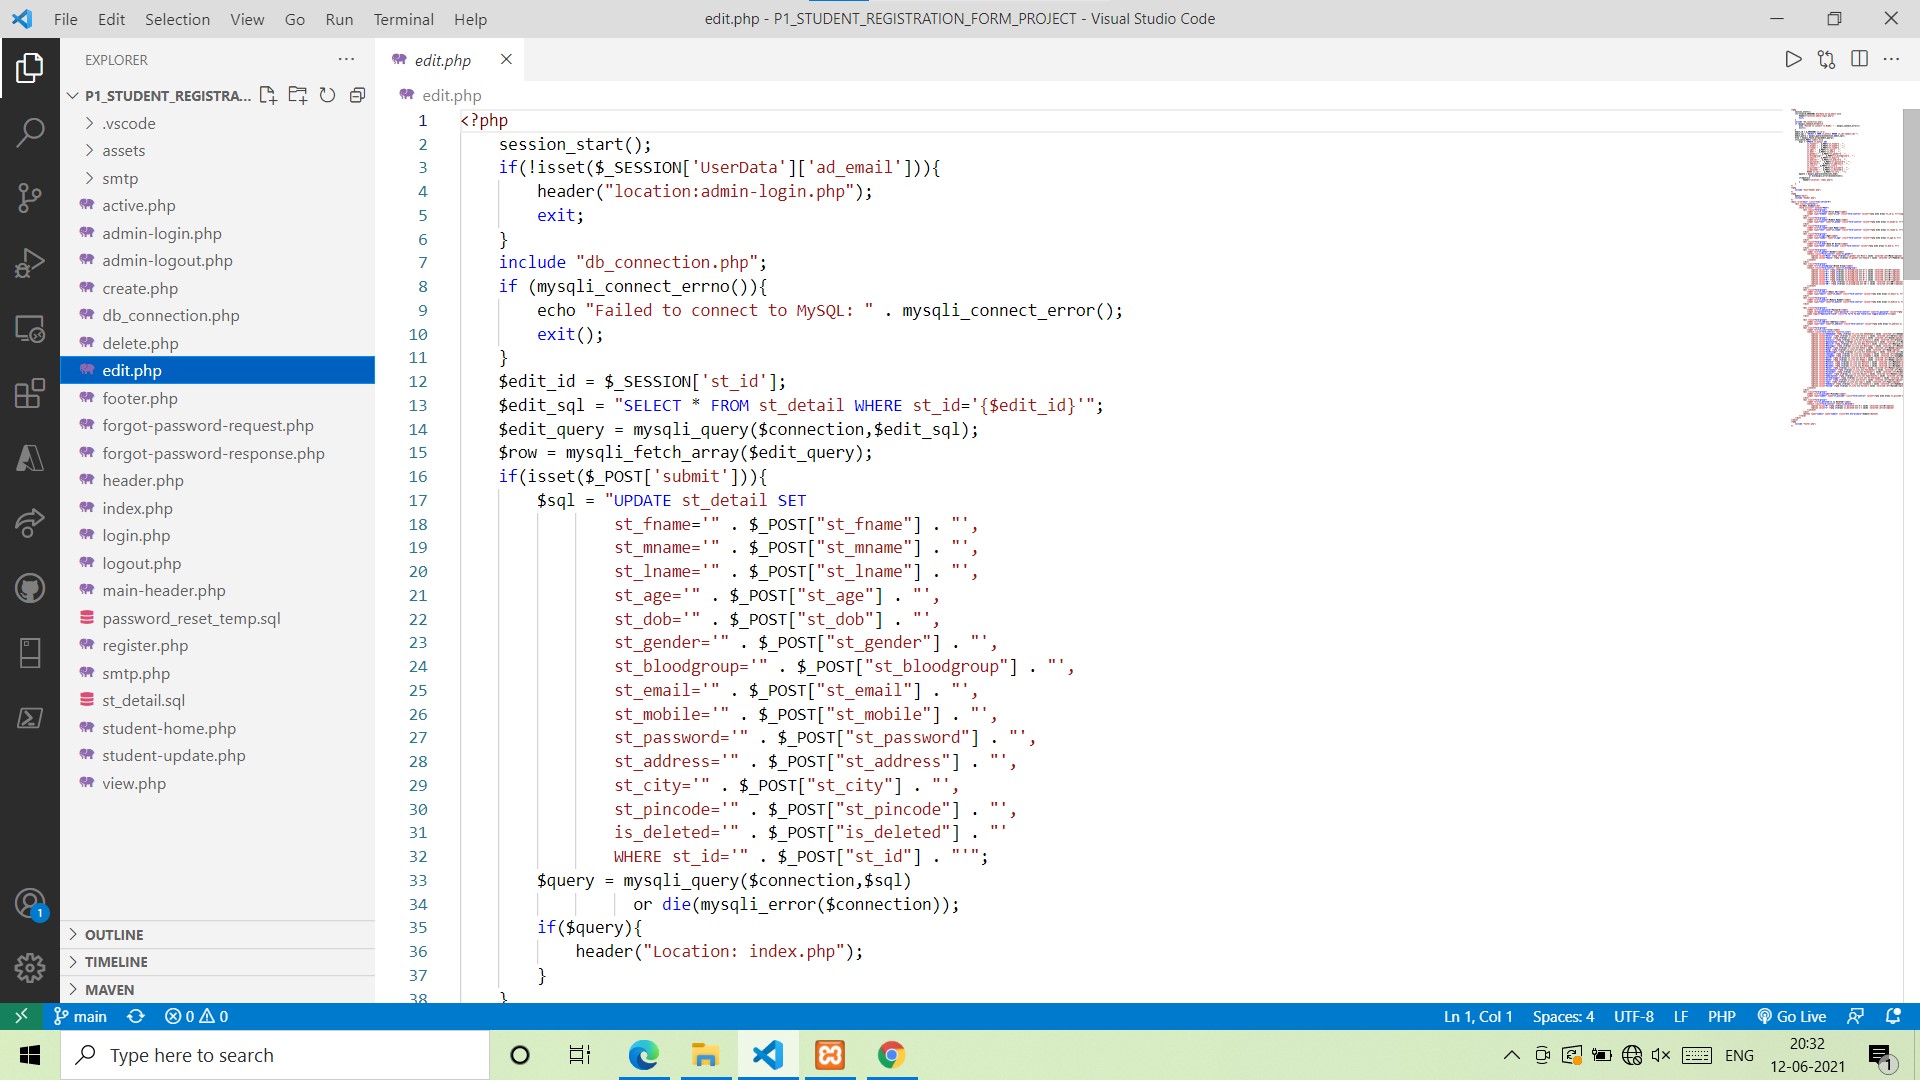 File Edit Selection View Go Run Terminal Help
edit.php - P1_STUDENT_REGISTRATION_FORM_PROJECT - Visual Studio Code
EXPLORER
P1_STUDENT_REGISTRA...
.vscode
assets
smtp
active.php
admin-login.php
admin-logout.php
create.php
db_connection.php
delete.php
edit.php
footer.php
forgot-password-request.php
forgot-password-response.php
header.php
index.php
login.php
logout.php
main-header.php
password_reset_temp.sql
register.php
smtp.php
st_detail.sql
student-home.php
student-update.php
view.php
OUTLINE
TIMELINE
MAVEN
edit.php
edit.php
1 <?php
2 session_start();
3 if(!isset($_SESSION['UserData']['ad_email'])){
4 header("location:admin-login.php");
5 exit;
6 }
7 include "db_connection.php";
8 if (mysqli_connect_errno()){
9 echo "Failed to connect to MySQL: " . mysqli_connect_error();
10 exit();
11 }
12 $edit_id = $_SESSION['st_id'];
13 $edit_sql = "SELECT * FROM st_detail WHERE st_id='{$edit_id}'";
14 $edit_query = mysqli_query($connection,$edit_sql);
15 $row = mysqli_fetch_array($edit_query);
16 if(isset($_POST['submit'])){
17 $sql = "UPDATE st_detail SET
18 st_fname='" . $_POST["st_fname"] . "',
19 st_mname='" . $_POST["st_mname"] . "',
20 st_lname='" . $_POST["st_lname"] . "',
21 st_age='" . $_POST["st_age"] . "',
22 st_dob='" . $_POST["st_dob"] . "',
23 st_gender='" . $_POST["st_gender"] . "',
24 st_bloodgroup='" . $_POST["st_bloodgroup"] . "',
25 st_email='" . $_POST["st_email"] . "',
26 st_mobile='" . $_POST["st_mobile"] . "',
27 st_password='" . $_POST["st_password"] . "',
28 st_address='" . $_POST["st_address"] . "',
29 st_city='" . $_POST["st_city"] . "',
30 st_pincode='" . $_POST["st_pincode"] . "',
31 is_deleted='" . $_POST["is_deleted"] . "'
32 WHERE st_id='" . $_POST["st_id"] . "'";
33 $query = mysqli_query($connection,$sql)
34 or die(mysqli_error($connection));
35 if($query){
36 header("Location: index.php");
37 }
38 }
1
main 0 0
Ln 1, Col 1 Spaces: 4 UTF-8 LF PHP Go Live
Type here to search
ENG
20:32
12-06-2021
1